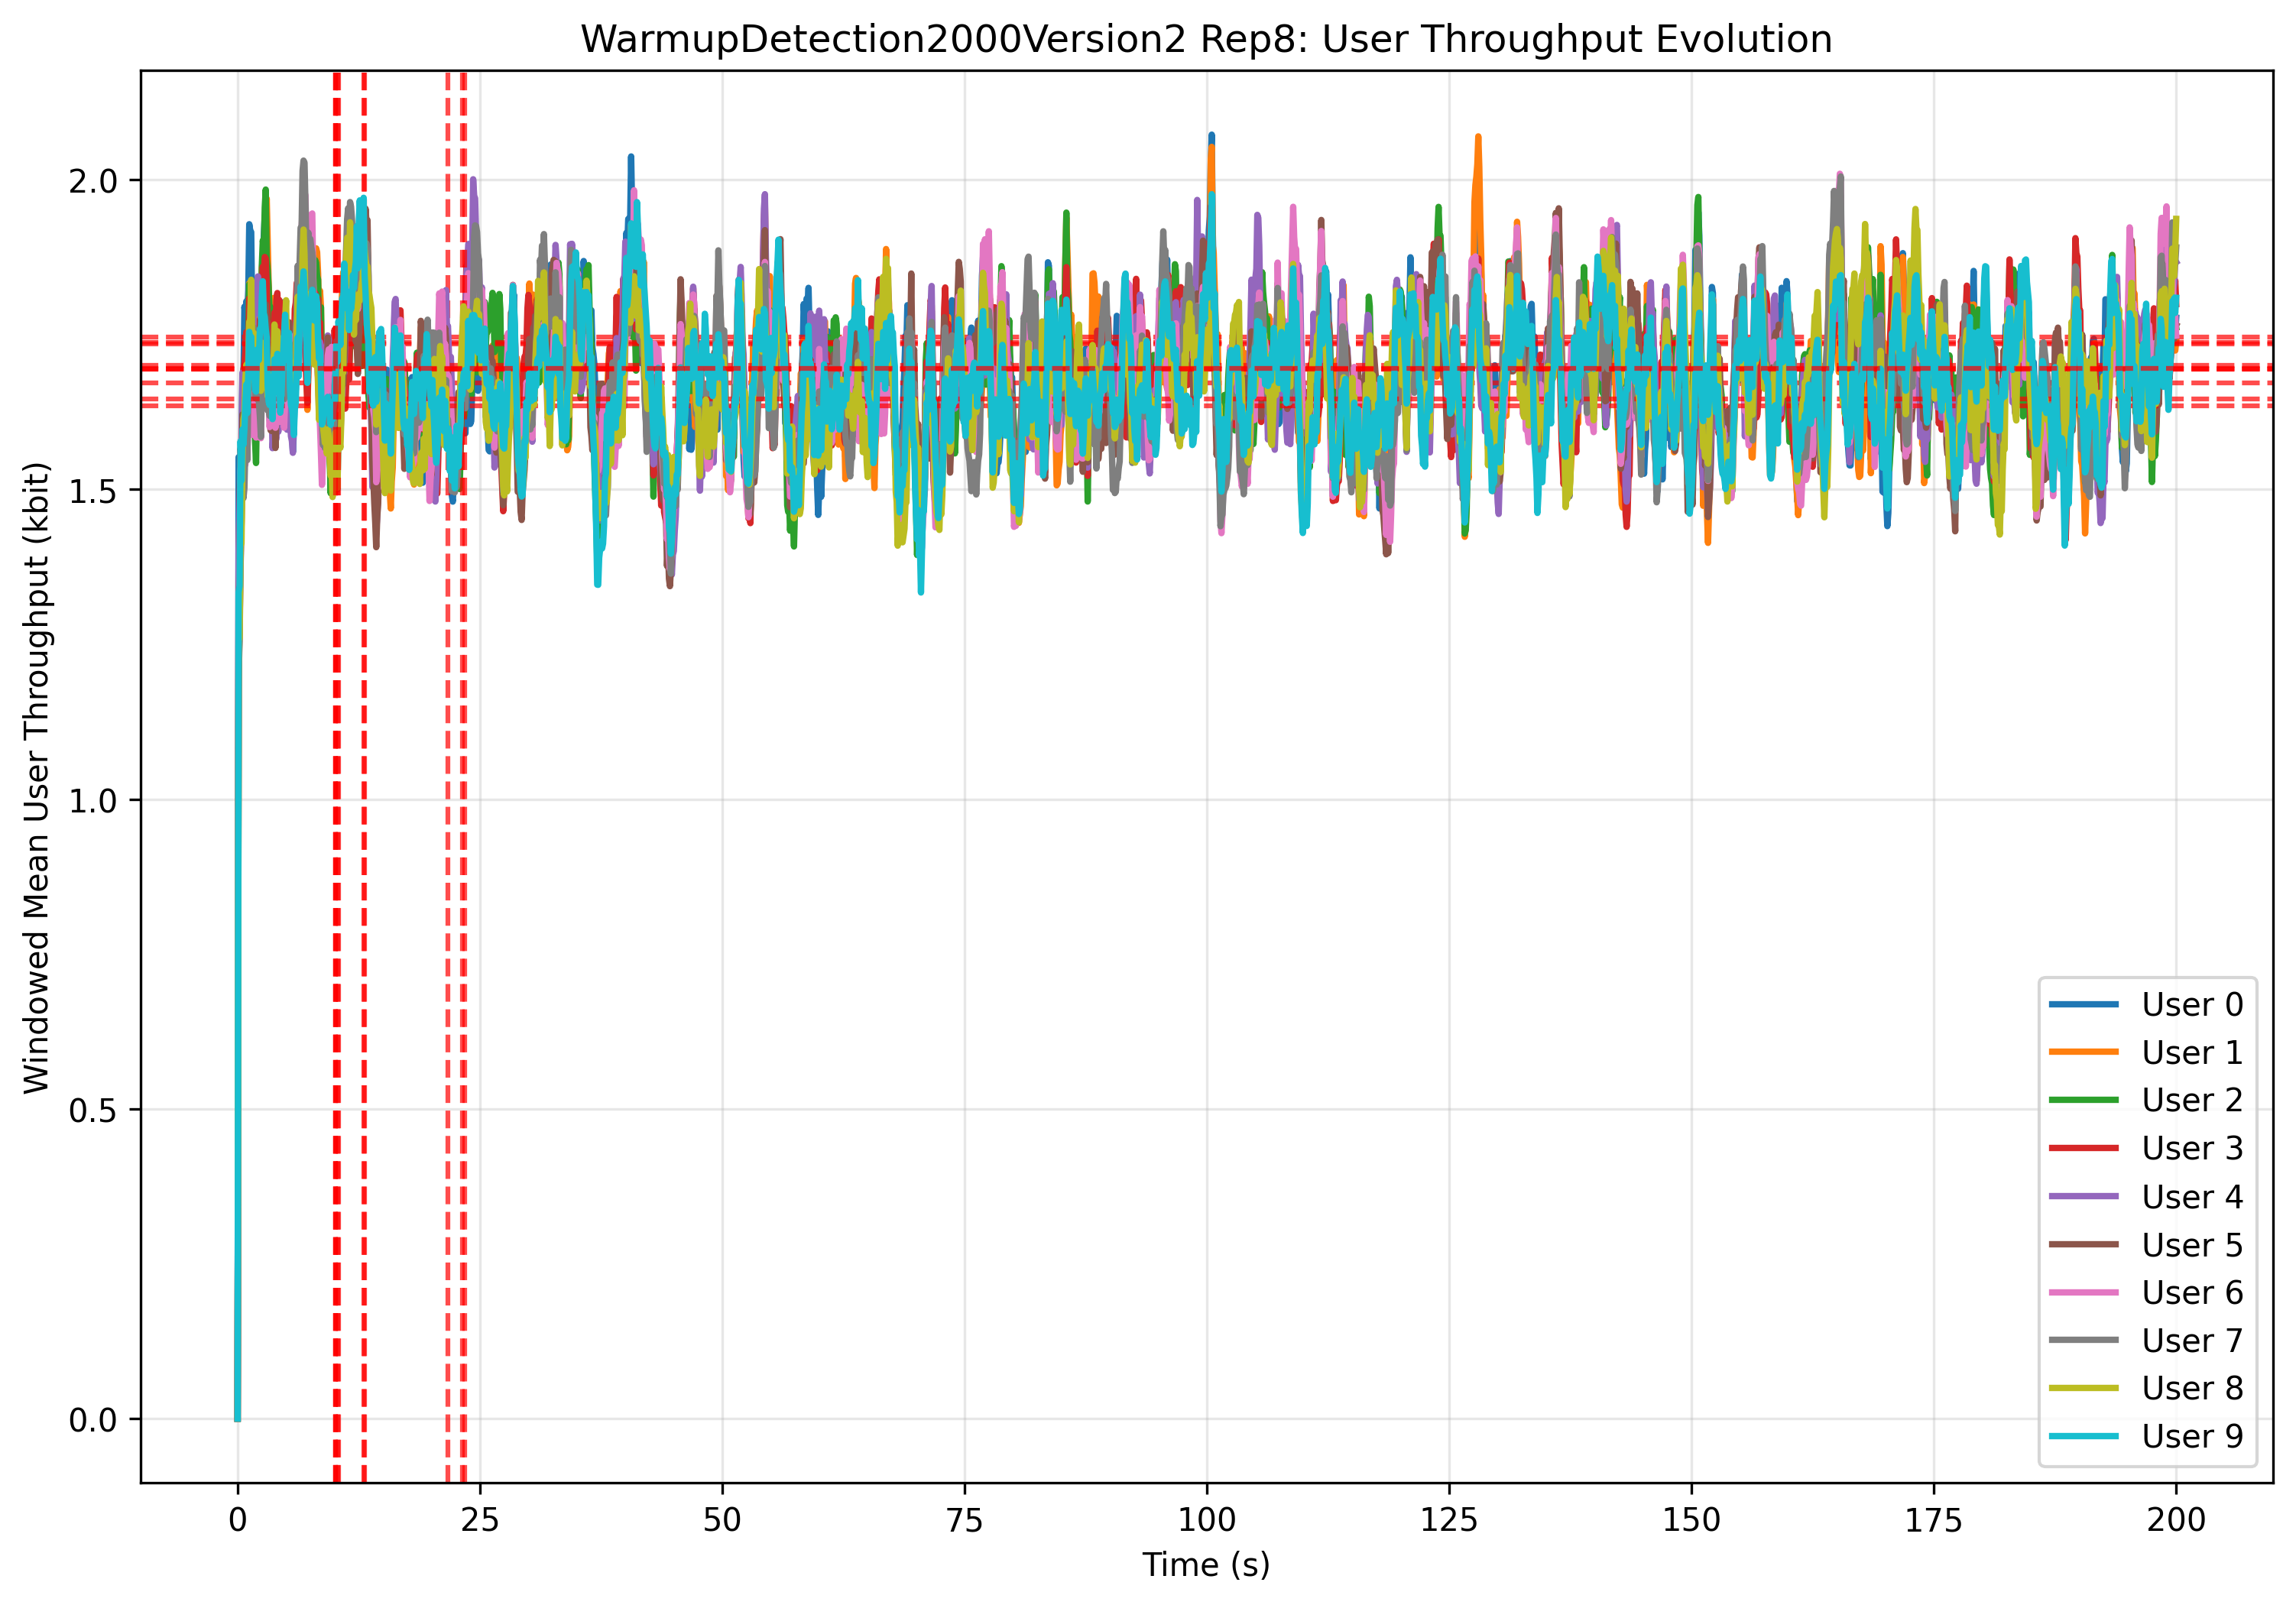 WarmupDetection2000Version2 Rep8: User Throughput Evolution
Windowed Mean User Throughput (kbit)
2.0
1.5
1.0
0.5
0.0
0 25 50 75 100 125 150 175 200
Time (s)
User 0
User 1
User 2
User 3
User 4
User 5
User 6
User 7
User 8
User 9